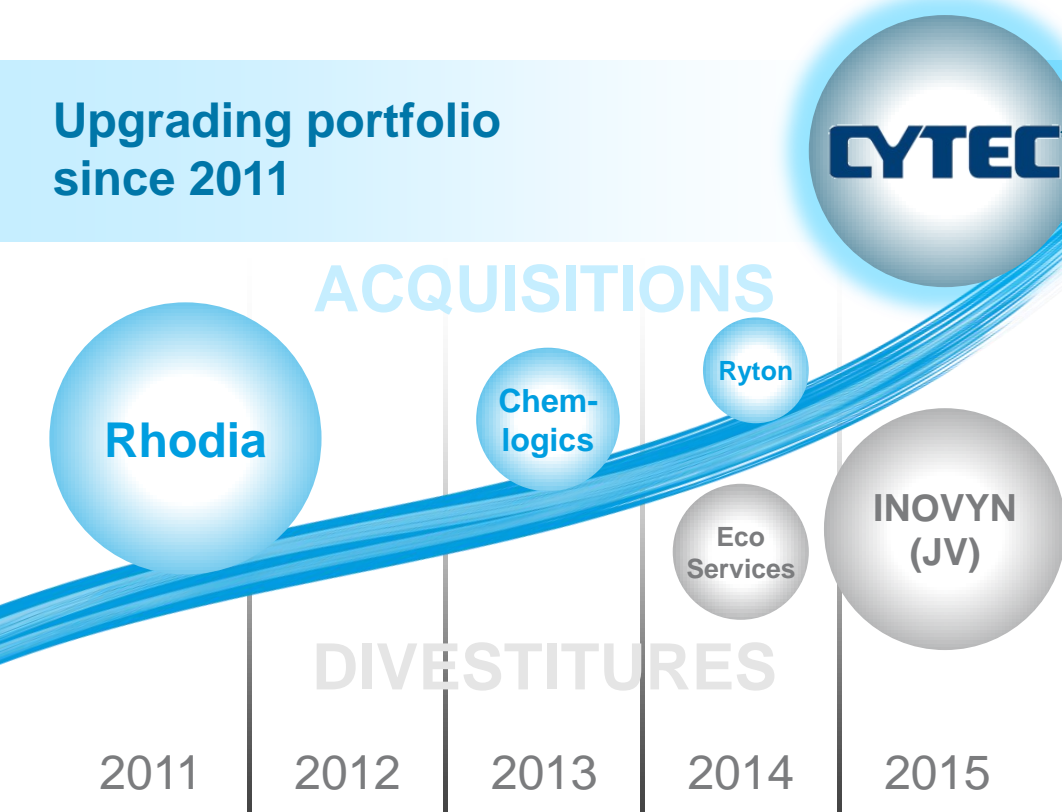 Upgrading portfolio
since 2011
CYTEC
ACQUISITIONS
Rhodia
Chem-
logics
Ryton
Eco
Services
INOVYN
(JV)
DIVESTITURES
2011 2012 2013 2014 2015